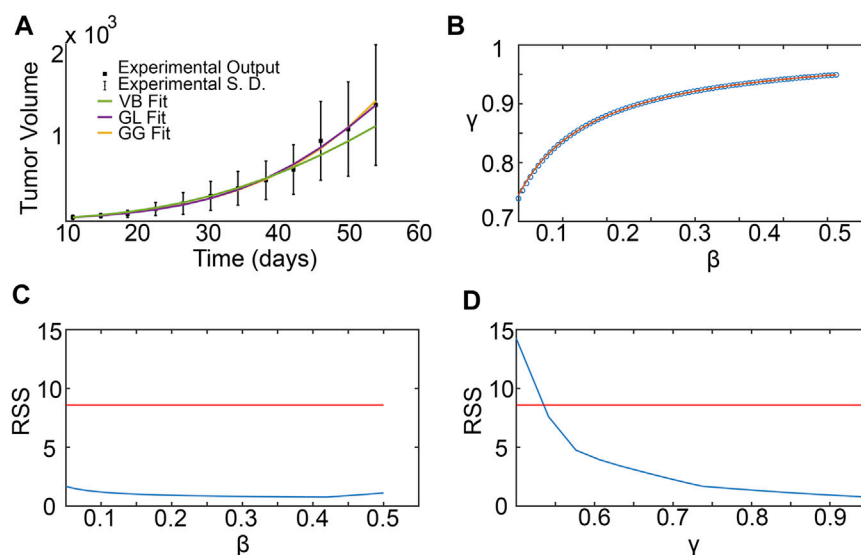 A
x 10³
2
1
0
Tumor Volume
Experimental Output
Experimental S. D.
VB Fit
GL Fit
GG Fit
10 20 30 40 50 60
Time (days)
B
1
0.9
γ
0.8
0.7
0.1 0.2 0.3 0.4 0.5
β
C
15
10
RSS
5
0
0.1 0.2 0.3 0.4 0.5
β
D
15
10
RSS
5
0
0.6 0.7 0.8 0.9
γ